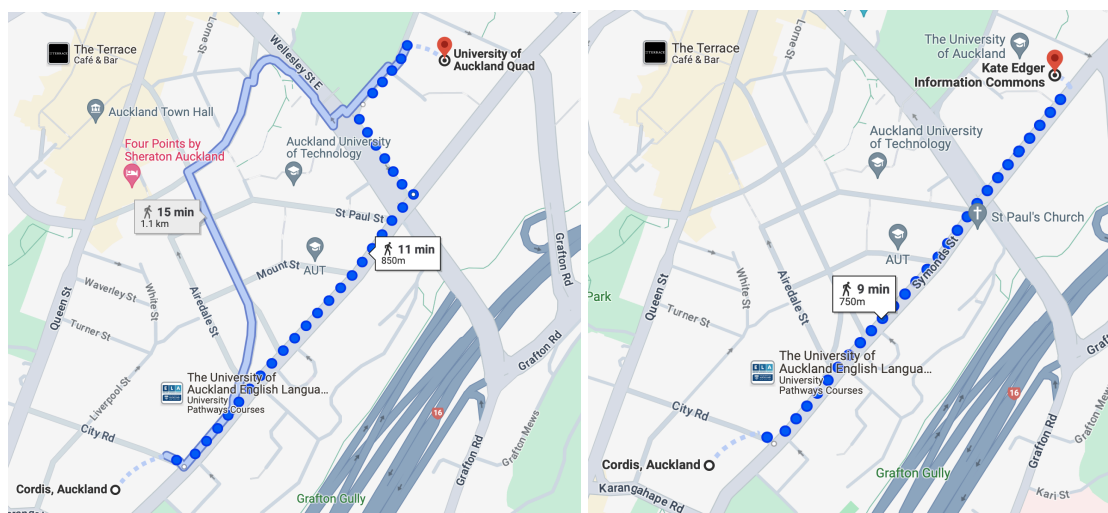 The Terrace
Café & Bar
Lorne St
Wellesley St E
University of
Auckland Quad
Auckland Town Hall
Four Points by
Sheraton Auckland
Auckland University
of Technology
15 min
1.1 km
St Paul St
11 min
850m
AUT
Mount St
Grafton Rd
Waverley St
White St
Airedale St
Queen St
Turner St
Grafton Rd
The University of
Auckland English Langua...
University
Pathways Courses
ELA
Liverpool St
16
City Rd
Grafton Rd
Grafton Mews
Cordis, Auckland
Grafton Gully
The Terrace
Café & Bar
Lorne St
The University
of Auckland
Kate Edger
Information Commons
Auckland University
of Technology
St Paul's Church
AUT
Symonds St
Park
Queen St
White St
Airedale St
9 min
750m
Turner St
The University of
Auckland English Langua...
University
Pathways Courses
ELA
16
City Rd
Grafton Mews
Cordis, Auckland
Grafton Rd
Grafton Gully
Karangahape Rd
Kari St